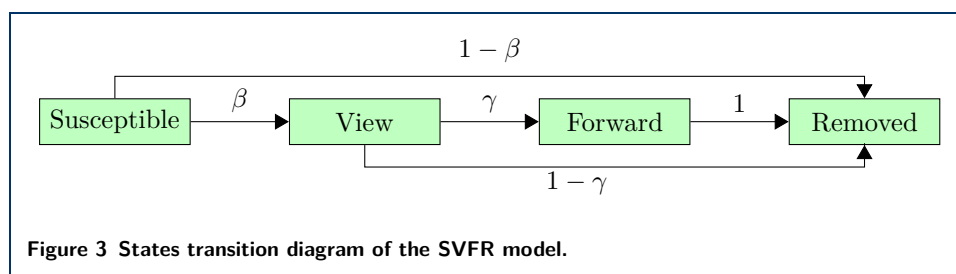 1 − β
Susceptible β View γ Forward 1 Removed
1 − γ
Figure 3 States transition diagram of the SVFR model.